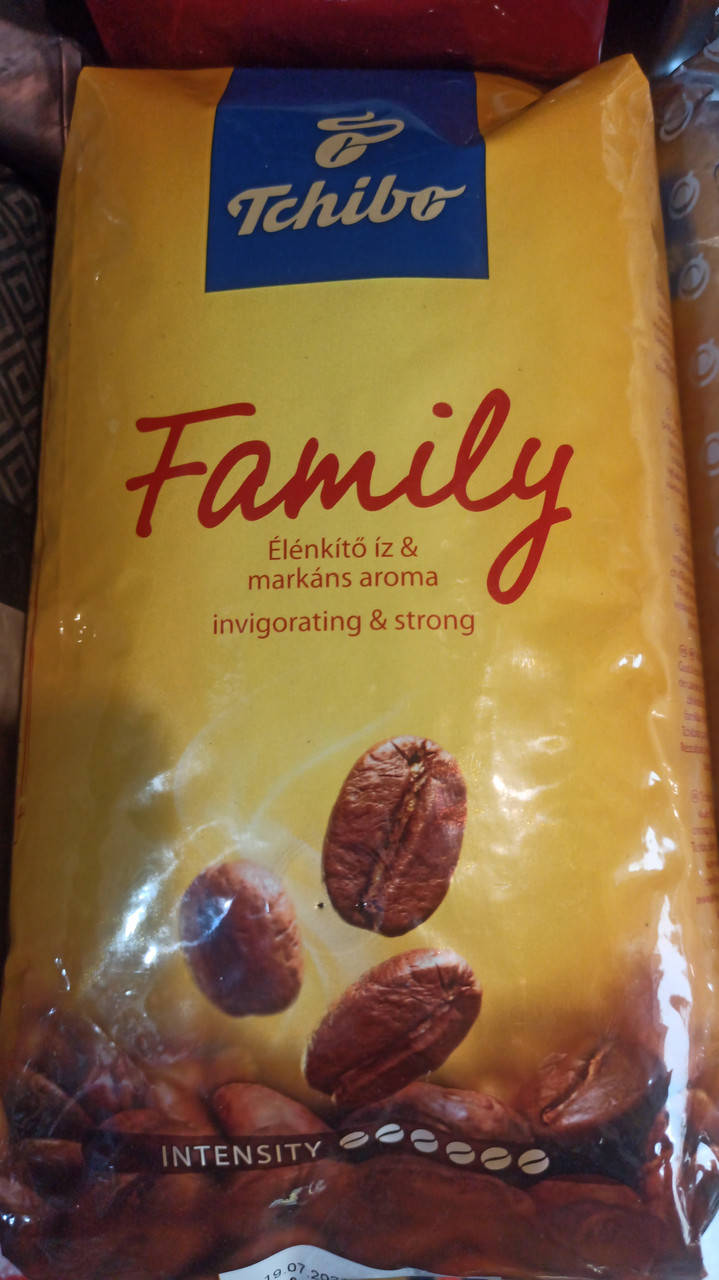 Tchibo
Family
Élénkítő íz &
markáns aroma
invigorating & strong
INTENSITY